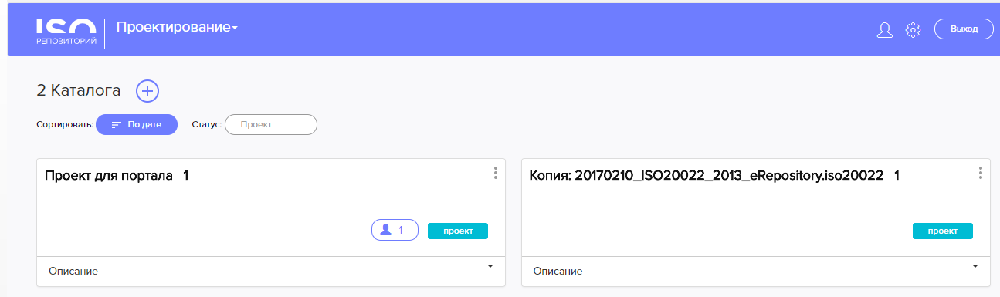 ISO
РЕПОЗИТОРИЙ
Проектирование
Выход
2 Каталога
Сортировать: По дате Статус: Проект
Проект для портала 1
1 проект
Описание
Копия: 20170210_ISO20022_2013_eRepository.iso20022 1
проект
Описание